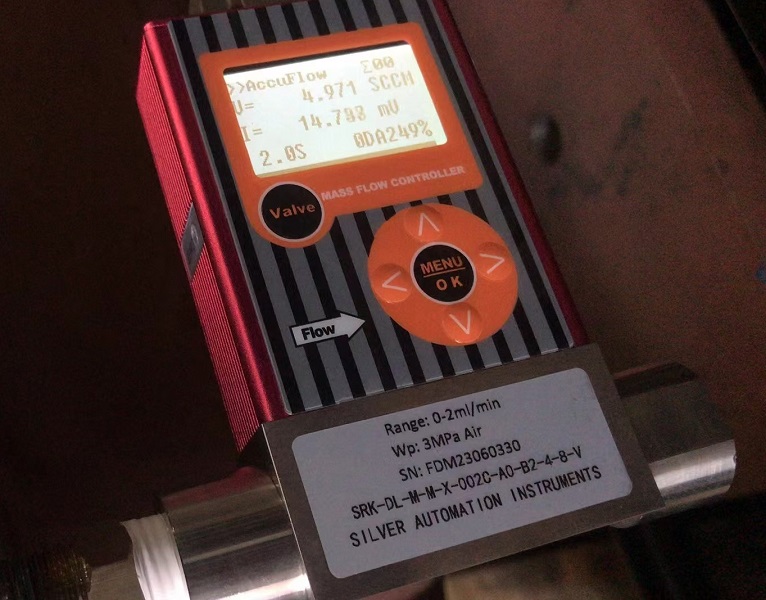 >>AccuFlow Σ00
V= 4.971 SCCM
I= 14.783 mV
2.0S 0DA249%
MASS FLOW CONTROLLER
Valve
MENU
OK
Flow
Range: 0-2ml/min
Wp: 3MPa Air
SN: FDM23060330
SRK-DL-M-M-X-002C-A0-B2-4-8-V
SILVER AUTOMATION INSTRUMENTS